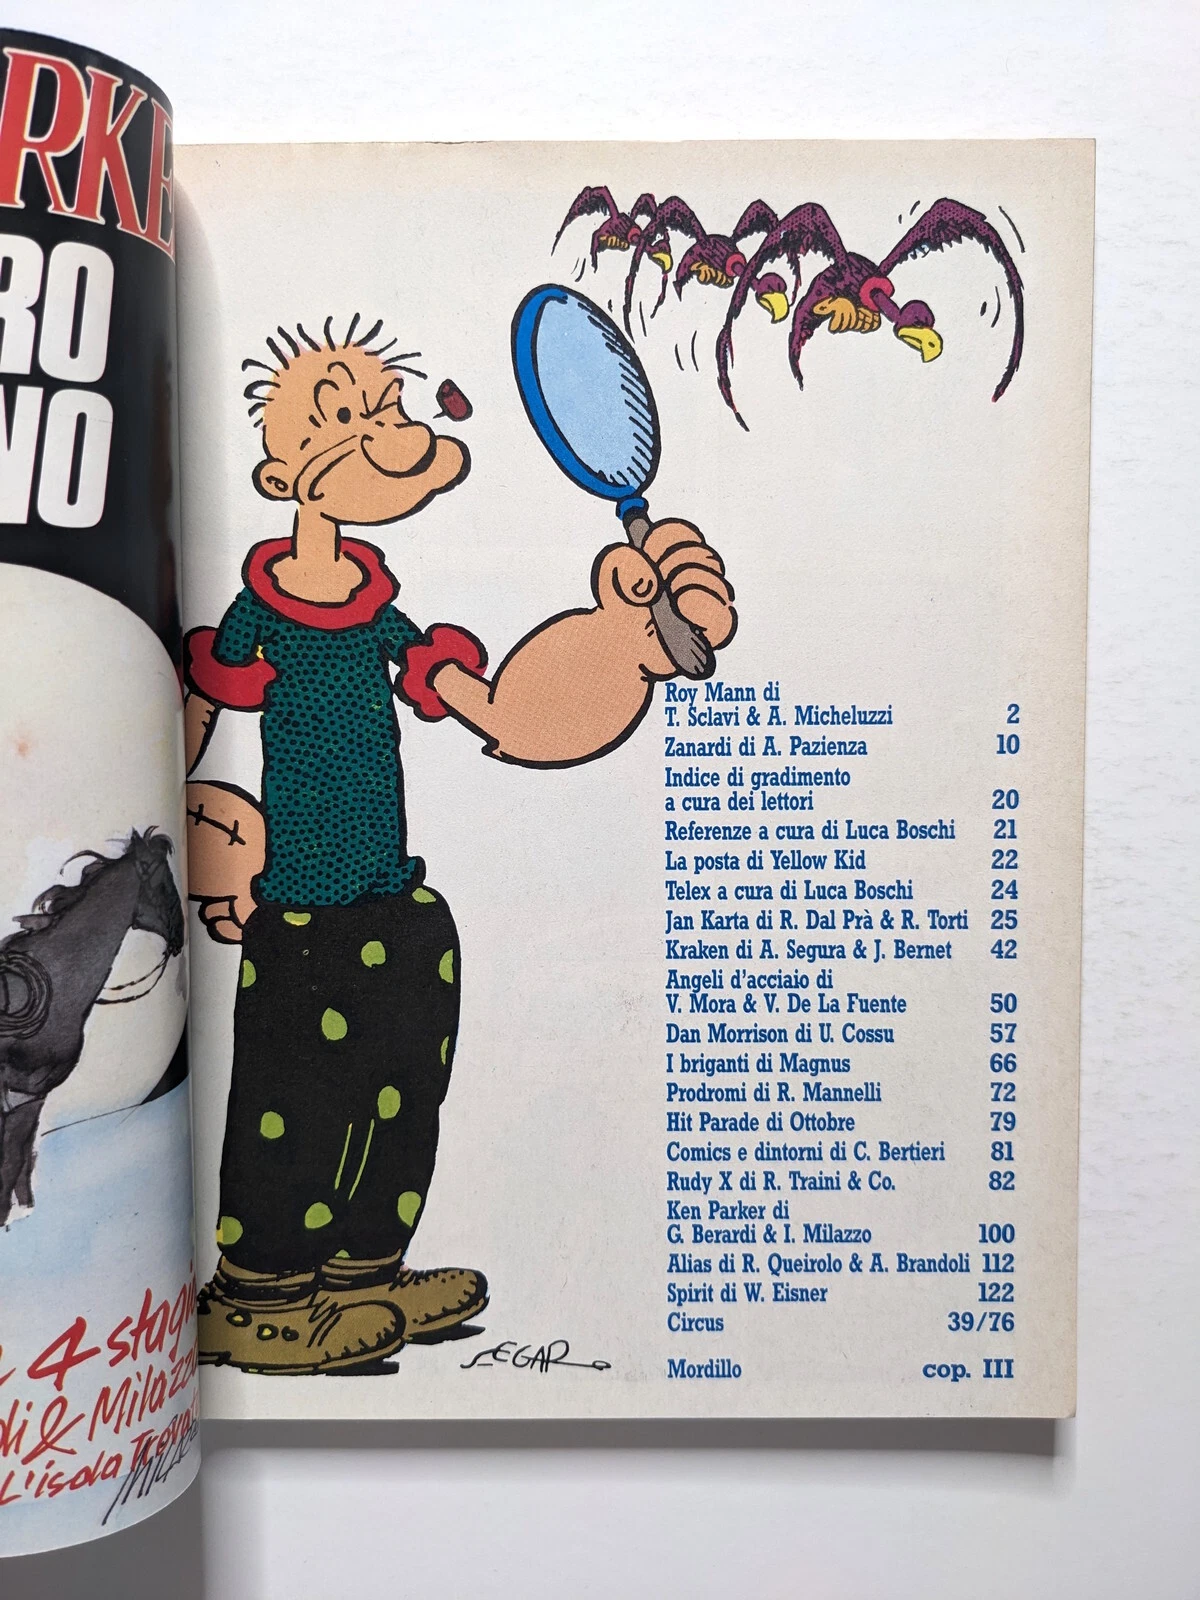 RKE
RO
NO
4 stagio
di & Milazzo
L'isola Trovata
Roy Mann di
T. Sclavi & A. Micheluzzi 2
Zanardi di A. Pazienza 10
Indice di gradimento
a cura dei lettori 20
Referenze a cura di Luca Boschi 21
La posta di Yellow Kid 22
Telex a cura di Luca Boschi 24
Jan Karta di R. Dal Prà & R. Torti 25
Kraken di A. Segura & J. Bernet 42
Angeli d'acciaio di
V. Mora & V. De La Fuente 50
Dan Morrison di U. Cossu 57
I briganti di Magnus 66
Prodromi di R. Mannelli 72
Hit Parade di Ottobre 79
Comics e dintorni di C. Bertieri 81
Rudy X di R. Traini & Co. 82
Ken Parker di
G. Berardi & I. Milazzo 100
Alias di R. Queirolo & A. Brandoli 112
Spirit di W. Eisner 122
Circus 39/76
Mordillo cop. III
SEGAR